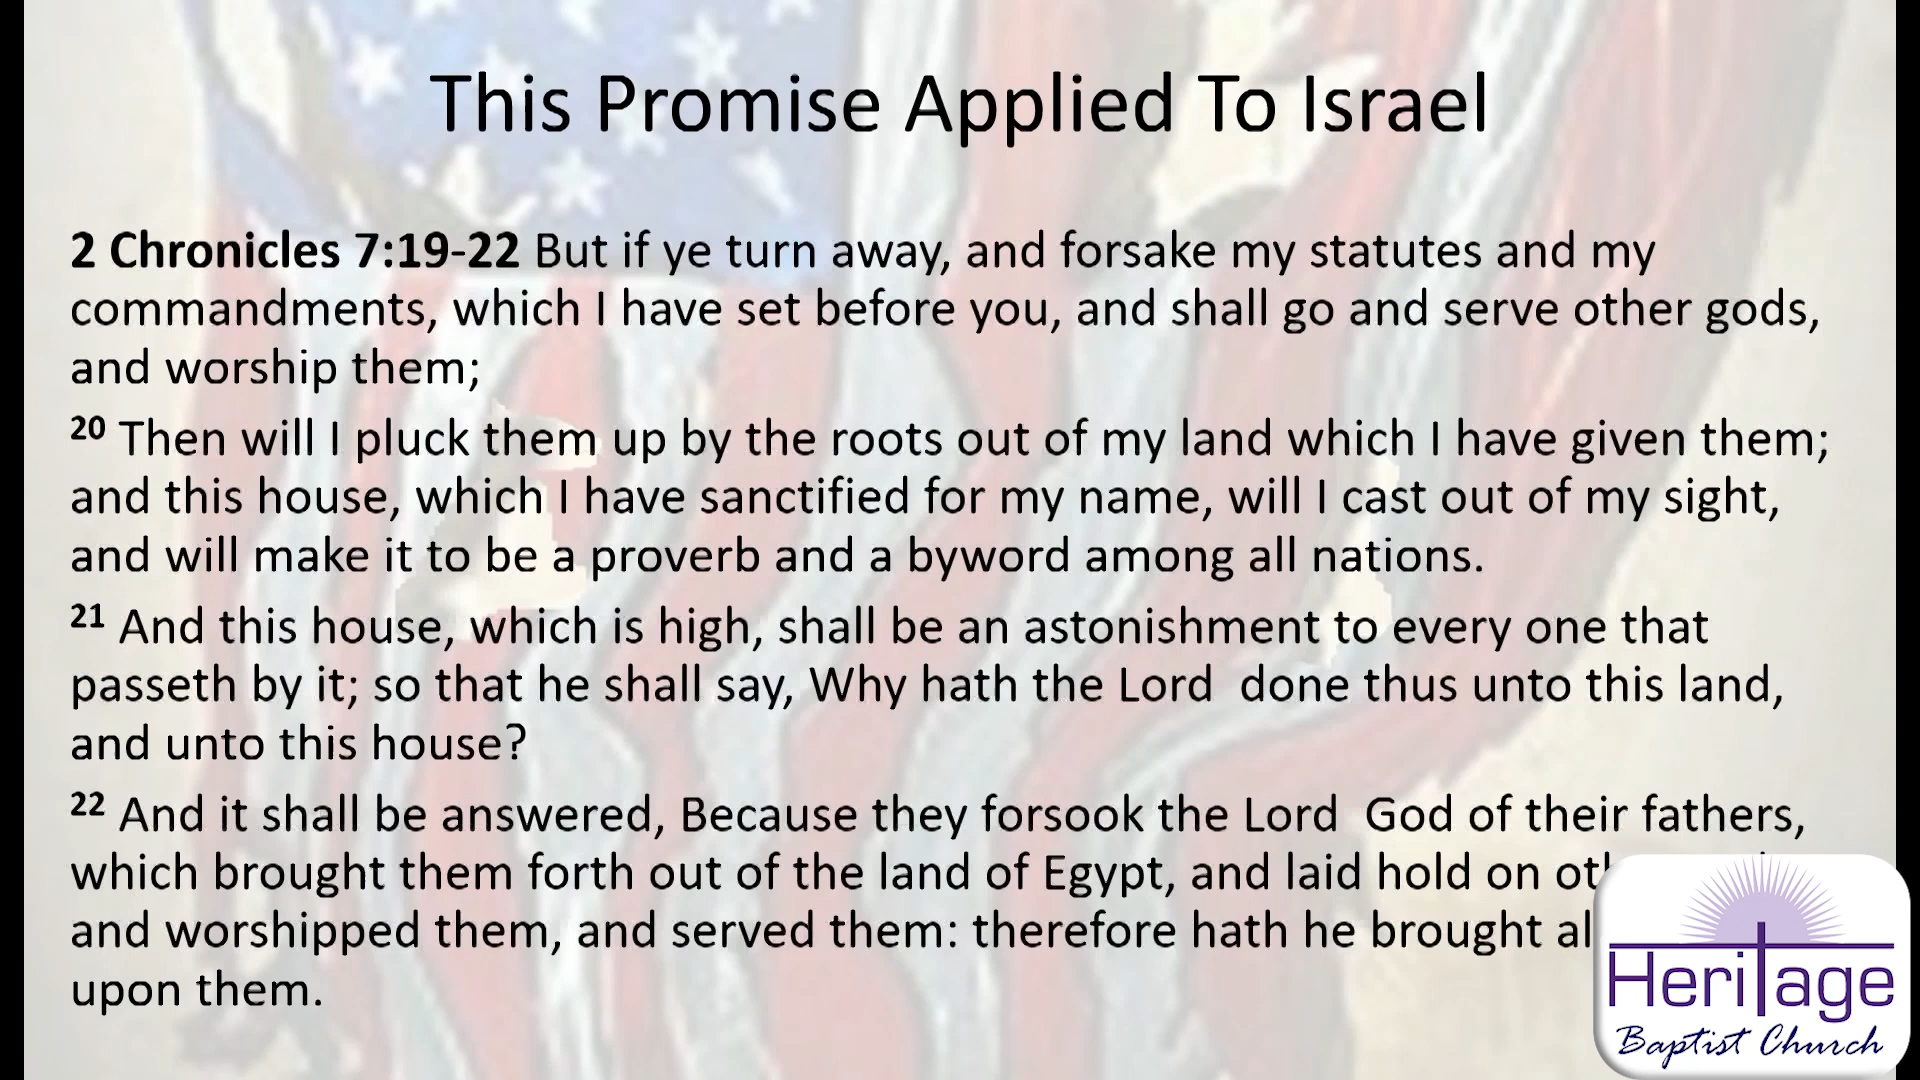 This Promise Applied To Israel
2 Chronicles 7:19-22 But if ye turn away, and forsake my statutes and my
commandments, which I have set before you, and shall go and serve other gods,
and worship them;
20 Then will I pluck them up by the roots out of my land which I have given them;
and this house, which I have sanctified for my name, will I cast out of my sight,
and will make it to be a proverb and a byword among all nations.
21 And this house, which is high, shall be an astonishment to every one that
passeth by it; so that he shall say, Why hath the Lord  done thus unto this land,
and unto this house?
22 And it shall be answered, Because they forsook the Lord  God of their fathers,
which brought them forth out of the land of Egypt, and laid hold on
and worshipped them, and served them: therefore hath he brought
upon them.
Heritage
Baptist Church